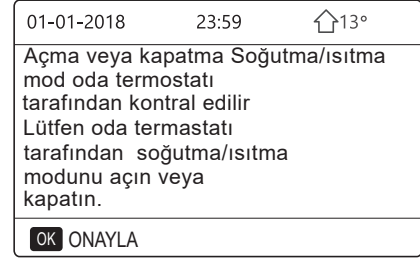 01-01-2018 23:59 13°
Açma veya kapatma Soğutma/ısıtma
mod oda termostatı
tarafından kontral edilir
Lütfen oda termastatı
tarafından soğutma/ısıtma
modunu açın veya
kapatın.
OK ONAYLA